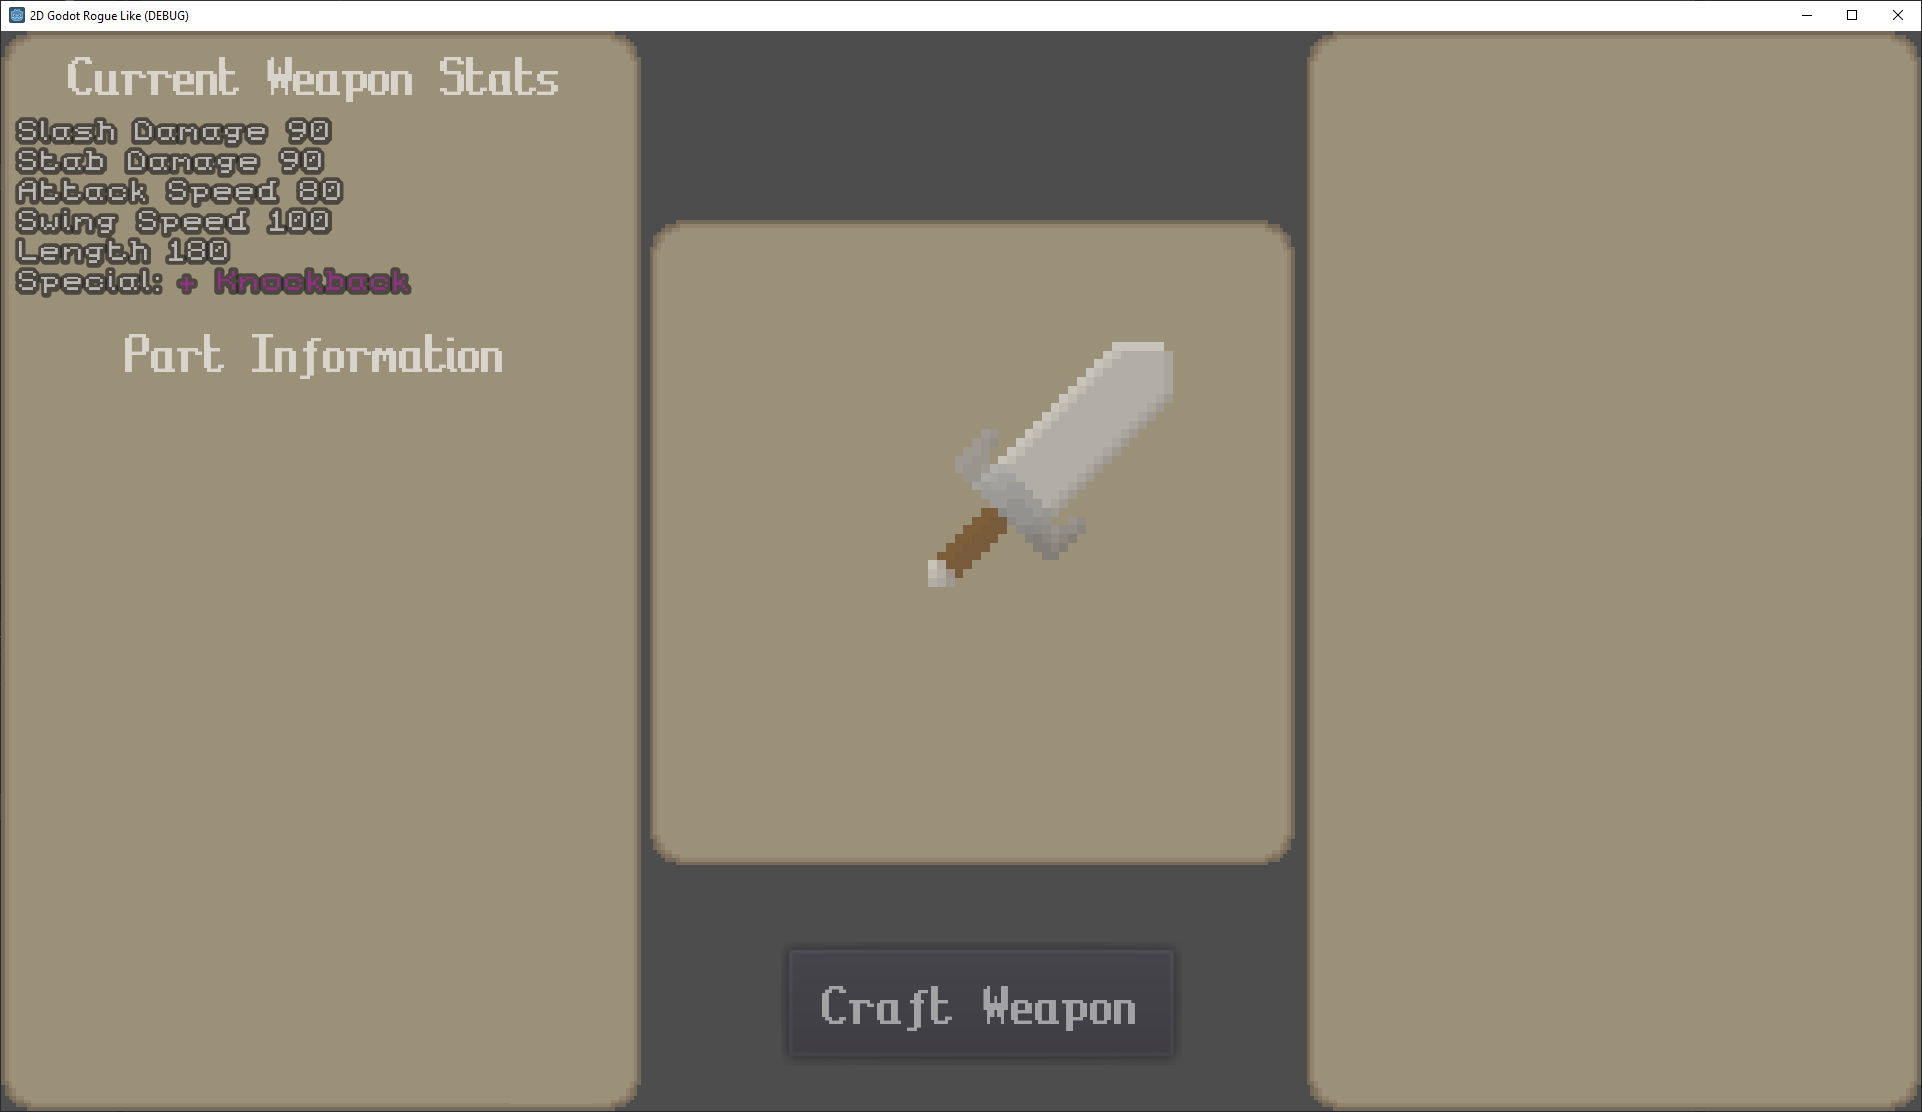 2D Godot Rogue Like (DEBUG)
Current Weapon Stats
Slash Damage 90
Stab Damage 90
Attack Speed 80
Swing Speed 100
Length 180
Special: + Knockback
Part Information
Craft Weapon